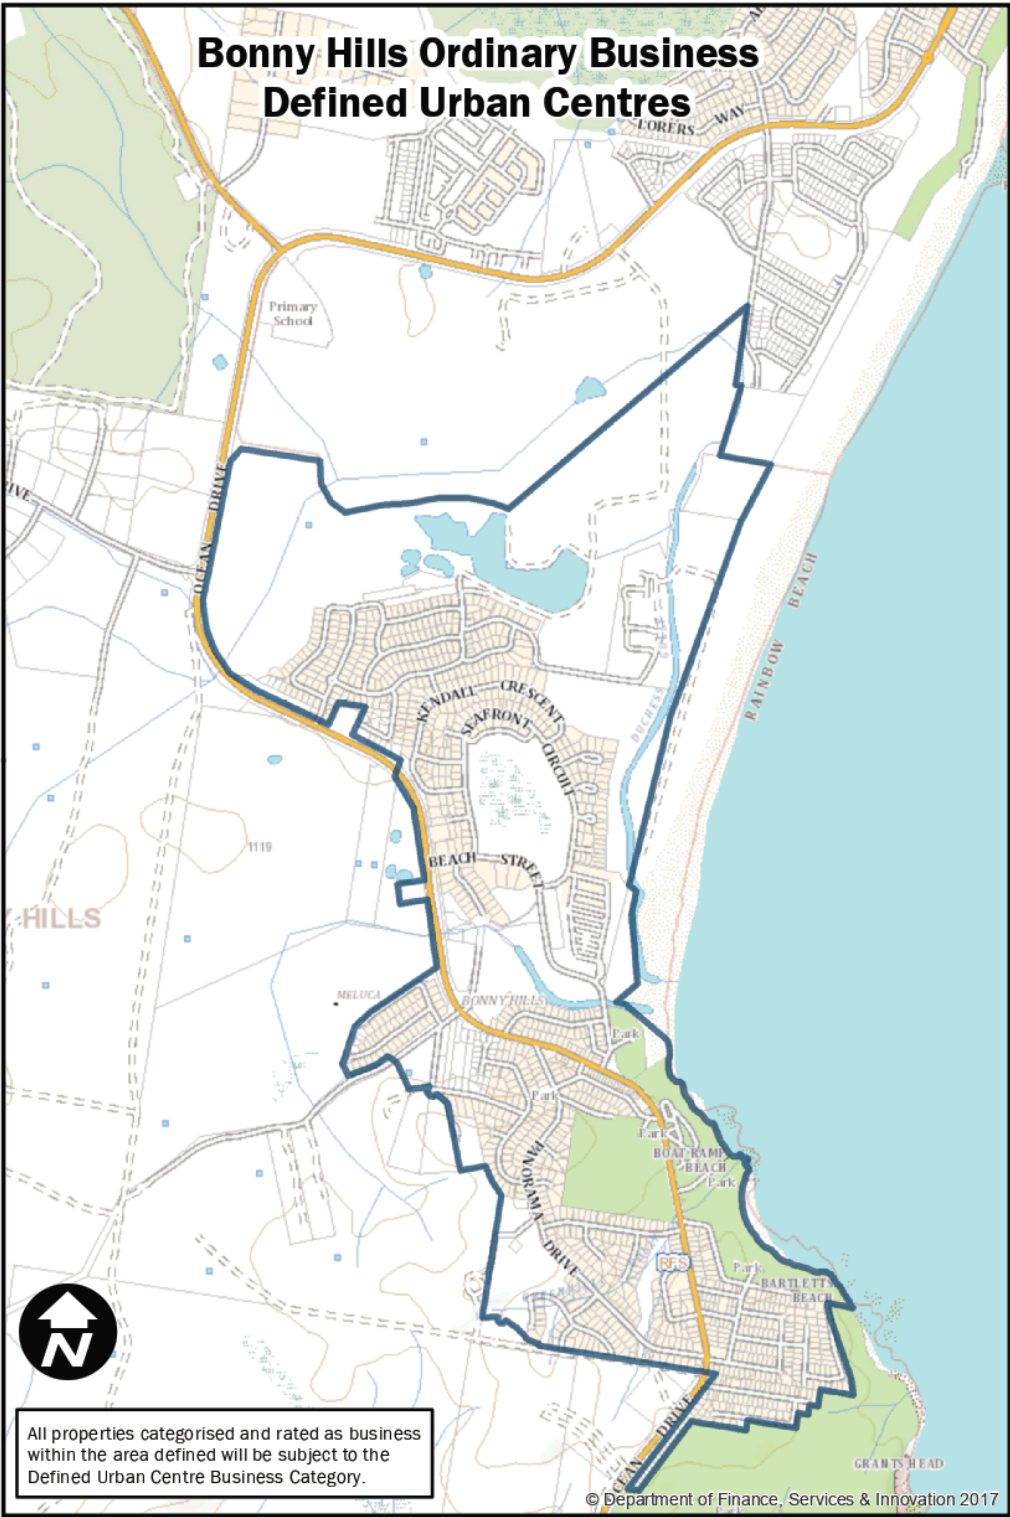 Bonny Hills Ordinary Business
Defined Urban Centres
LORERS WAY
Primary
School
OCEAN DRIVE
RIVE
RAINBOW BEACH
DUCHESS
KENDALL CRESCENT
SEAFRONT
CIRCUIT
BEACH STREET
1119
Y HILLS
MELUCA
BONNY HILLS
Park
Park
Park
BOAT RAMP
BEACH
Park
PANORAMA
DRIVE
RFS
Park
BARTLETTS
BEACH
N
OCEAN DRIVE
GRANTS HEAD
All properties categorised and rated as business
within the area defined will be subject to the
Defined Urban Centre Business Category.
© Department of Finance, Services & Innovation 2017
Park